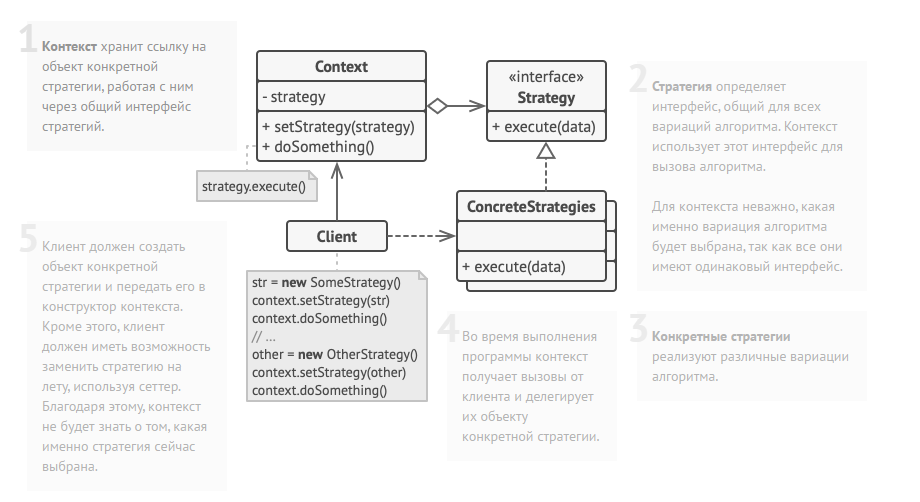 1
Контекст хранит ссылку на
объект конкретной
стратегии, работая с ним
через общий интерфейс
стратегий.
Context
- strategy
+ setStrategy(strategy)
+ doSomething()
strategy.execute()
«interface»
Strategy
+ execute(data)
2
Стратегия определяет
интерфейс, общий для всех
вариаций алгоритма. Контекст
использует этот интерфейс для
вызова алгоритма.
Для контекста неважно, какая
именно вариация алгоритма
будет выбрана, так как все они
имеют одинаковый интерфейс.
ConcreteStrategies
+ execute(data)
Client
str = new SomeStrategy()
context.setStrategy(str)
context.doSomething()
// ...
other = new OtherStrategy()
context.setStrategy(other)
context.doSomething()
3
Конкретные стратегии
реализуют различные вариации
алгоритма.
4
Во время выполнения
программы контекст
получает вызовы от
клиента и делегирует
их объекту
конкретной стратегии.
5
Клиент должен создать
объект конкретной
стратегии и передать его в
конструктор контекста.
Кроме этого, клиент
должен иметь возможность
заменить стратегию на
лету, используя сеттер.
Благодаря этому, контекст
не будет знать о том, какая
именно стратегия сейчас
выбрана.